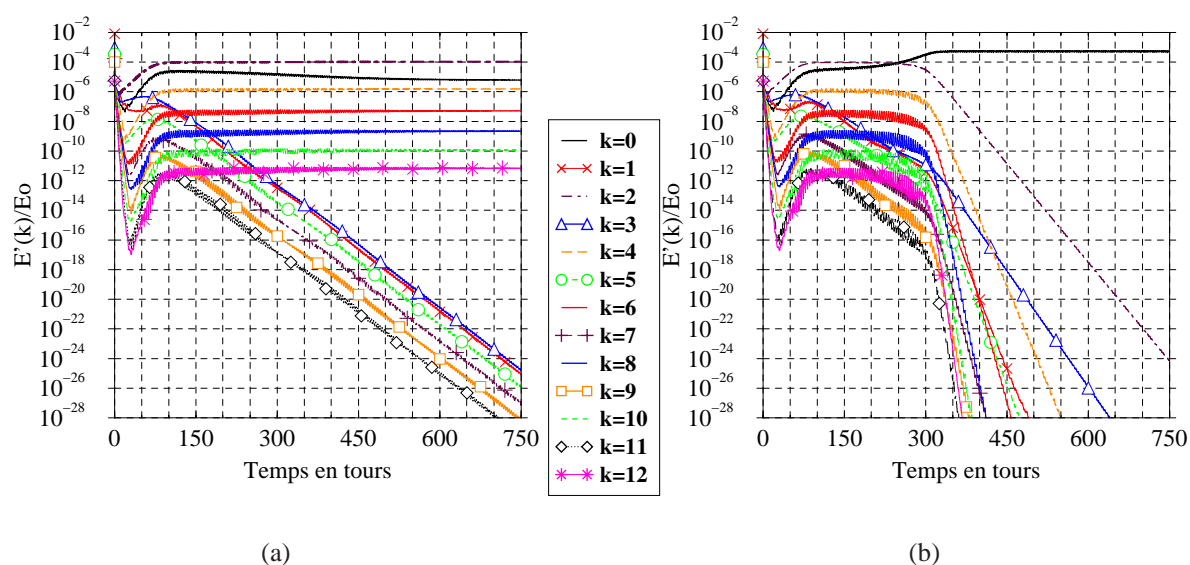 10^-2
10^-4
10^-6
10^-8
10^-10
10^-12
10^-14
10^-16
10^-18
10^-20
10^-22
10^-24
10^-26
10^-28
E'(k)/Eo
0 150 300 450 600 750
Temps en tours
(a)
k=0
k=1
k=2
k=3
k=4
k=5
k=6
k=7
k=8
k=9
k=10
k=11
k=12
10^-2
10^-4
10^-6
10^-8
10^-10
10^-12
10^-14
10^-16
10^-18
10^-20
10^-22
10^-24
10^-26
10^-28
E'(k)/Eo
0 150 300 450 600 750
Temps en tours
(b)